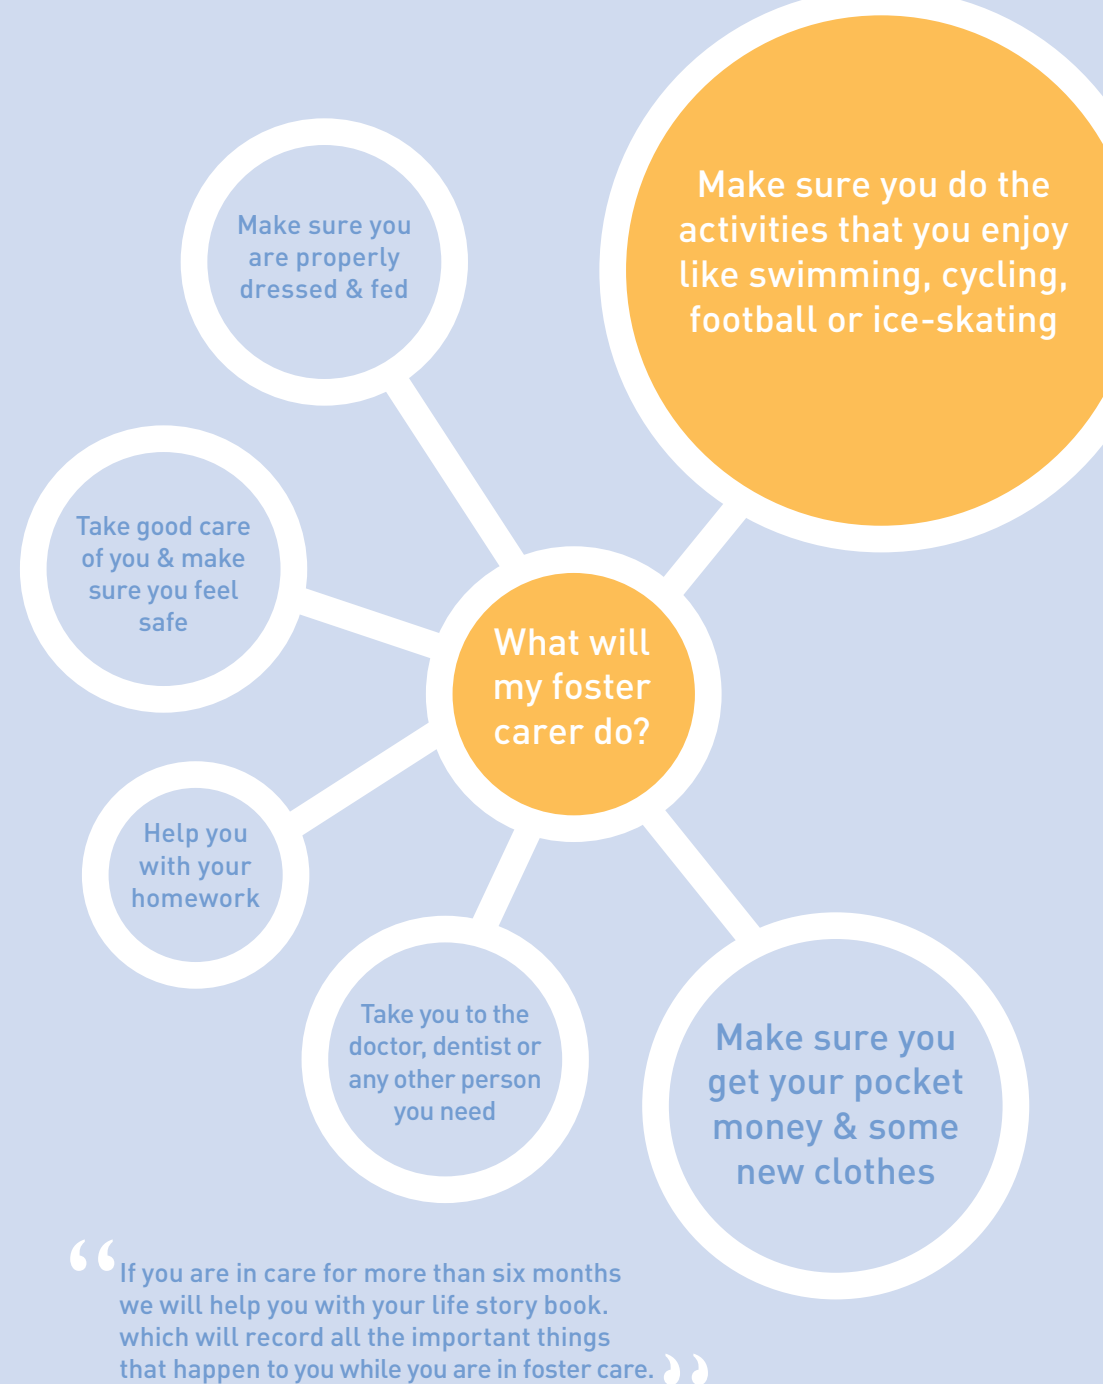 Make sure you do the
activities that you enjoy
like swimming, cycling,
football or ice-skating
Make sure you
are properly
dressed & fed
Take good care
of you & make
sure you feel
safe
What will
my foster
carer do?
Help you
with your
homework
Take you to the
doctor, dentist or
any other person
you need
Make sure you
get your pocket
money & some
new clothes
“If you are in care for more than six months
we will help you with your life story book.
which will record all the important things
that happen to you while you are in foster care.”